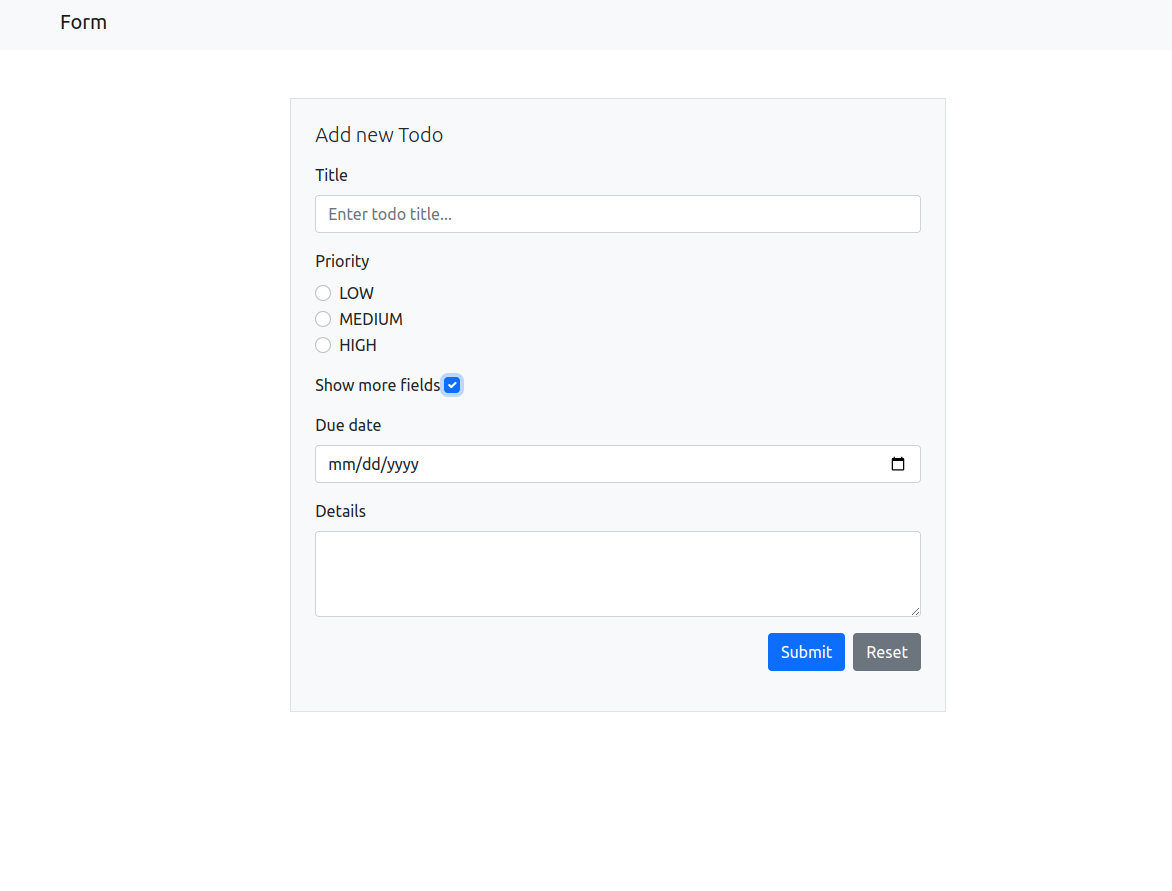 Form
Add new Todo
Title
Enter todo title...
Priority
LOW
MEDIUM
HIGH
Show more fields
Due date
mm/dd/yyyy
Details
Submit Reset